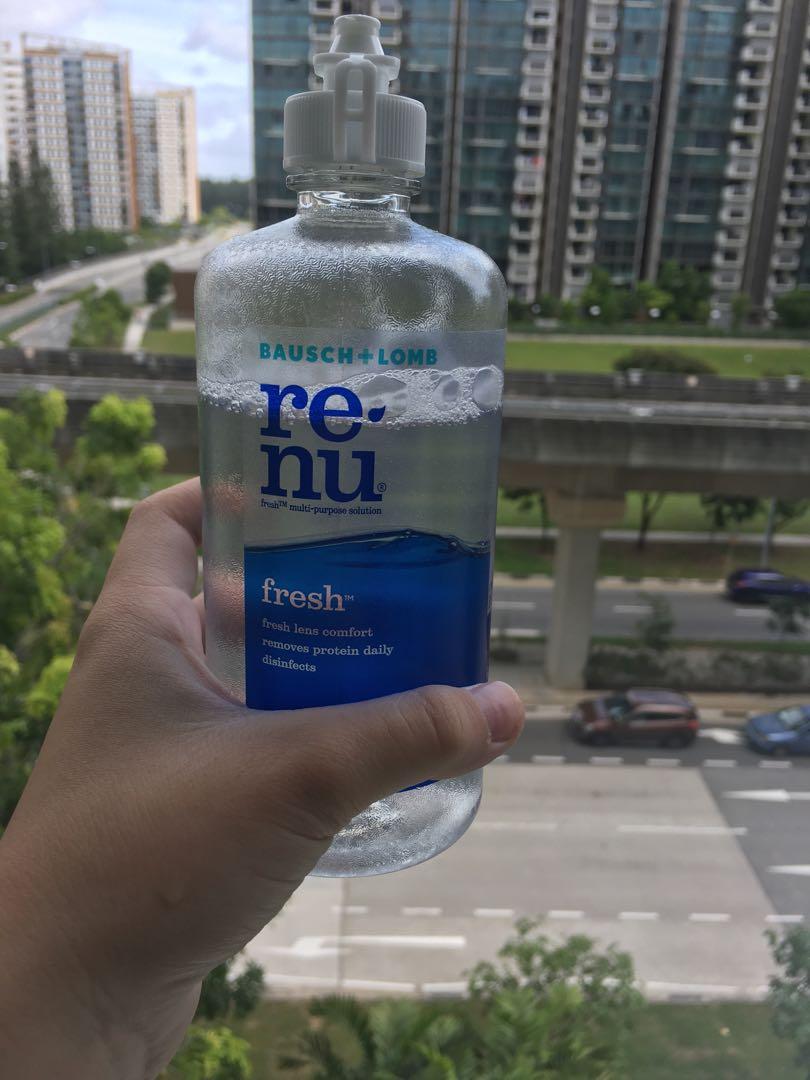 BAUSCH+LOMB
re
nu®
fresh™ multi-purpose solution
fresh™
fresh lens comfort
removes protein daily
disinfects